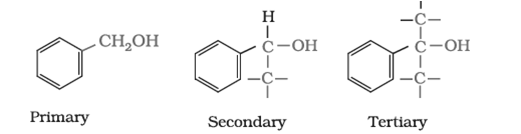 CH₂OH
H
C—OH
—C—
—C—
C—OH
—C—
Primary
Secondary
Tertiary